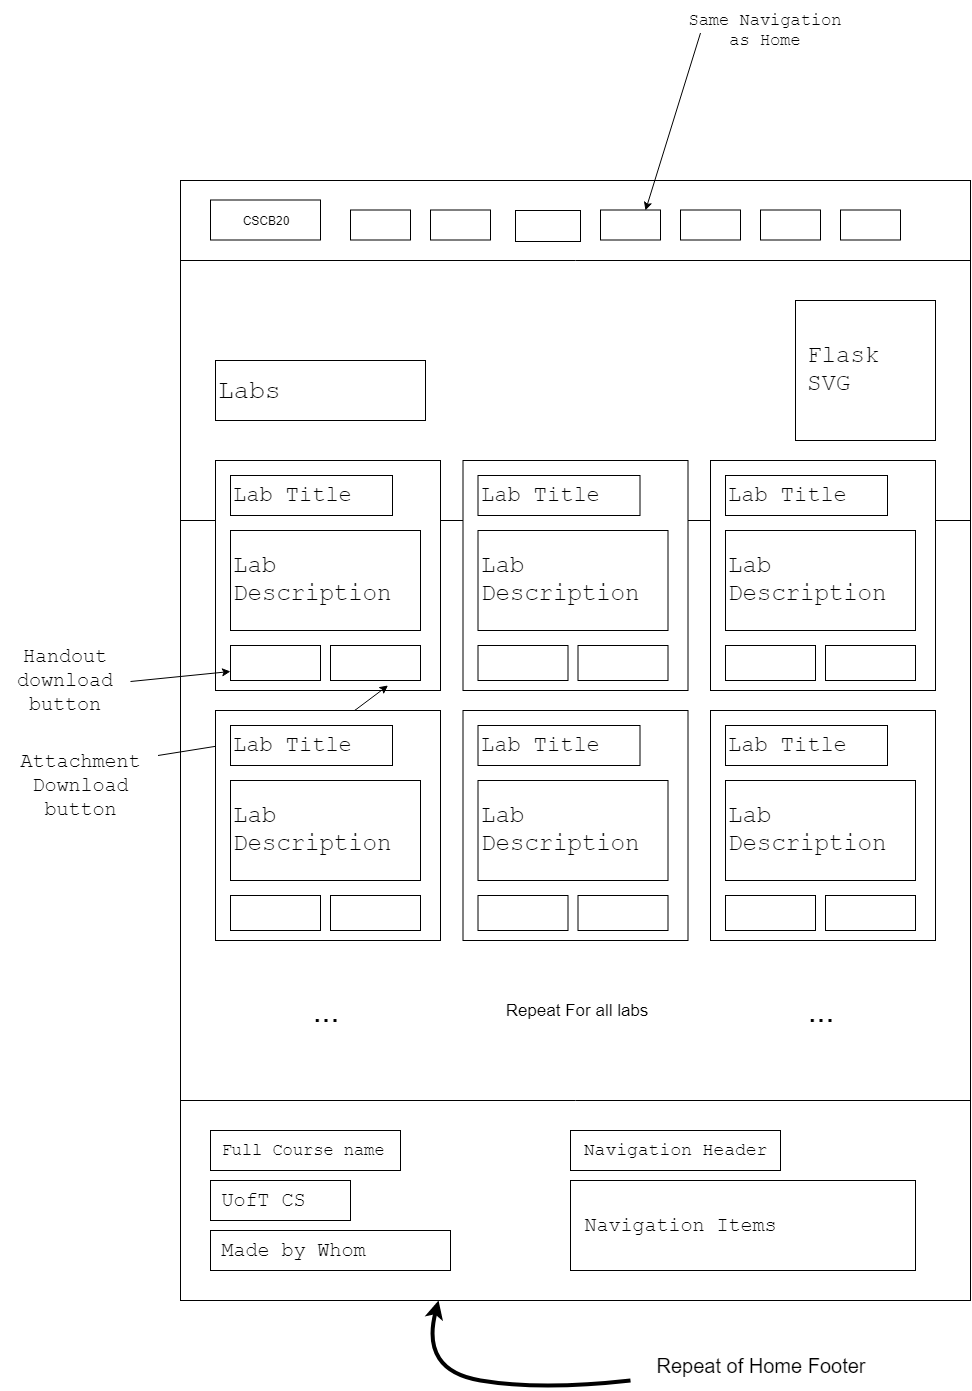 Same Navigation
as Home
CSCB20
Flask
SVG
Labs
Lab Title
Lab Title
Lab Title
Lab
Description
Lab
Description
Lab
Description
Handout
download
button
Attachment
Download
button
Lab Title
Lab Title
Lab Title
Lab
Description
Lab
Description
Lab
Description
...
Repeat For all labs
...
Full Course name
Navigation Header
UofT CS
Navigation Items
Made by Whom
Repeat of Home Footer